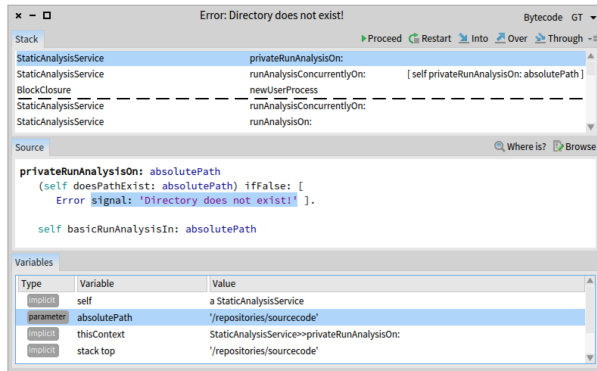 Error: Directory does not exist!
Bytecode GT
Stack
Proceed Restart Into Over Through
StaticAnalysisService privateRunAnalysisOn:
StaticAnalysisService runAnalysisConcurrentlyOn: [ self privateRunAnalysisOn: absolutePath ]
BlockClosure newUserProcess
StaticAnalysisService runAnalysisConcurrentlyOn:
StaticAnalysisService runAnalysisOn:
Source
Where is? Browse
privateRunAnalysisOn: absolutePath
(self doesPathExist: absolutePath) ifFalse: [
Error signal: 'Directory does not exist!' ].
self basicRunAnalysisIn: absolutePath
Variables
Type Variable Value
implicit self a StaticAnalysisService
parameter absolutePath '/repositories/sourcecode'
implicit thisContext StaticAnalysisService>>privateRunAnalysisOn:
implicit stack top '/repositories/sourcecode'